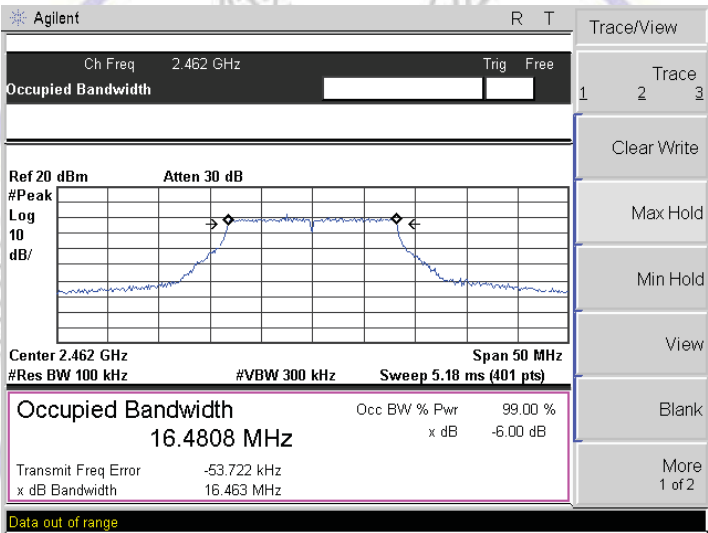 Agilent R T
Trace/View
Ch Freq 2.462 GHz Trig Free
Occupied Bandwidth
Trace
1 2 3
Clear Write
Max Hold
Min Hold
View
Blank
More
1 of 2
Ref 20 dBm Atten 30 dB
#Peak
Log
10
dB/
Center 2.462 GHz Span 50 MHz
#Res BW 100 kHz #VBW 300 kHz Sweep 5.18 ms (401 pts)
Occupied Bandwidth Occ BW % Pwr 99.00 %
16.4808 MHz x dB -6.00 dB
Transmit Freq Error -53.722 kHz
x dB Bandwidth 16.463 MHz
Data out of range